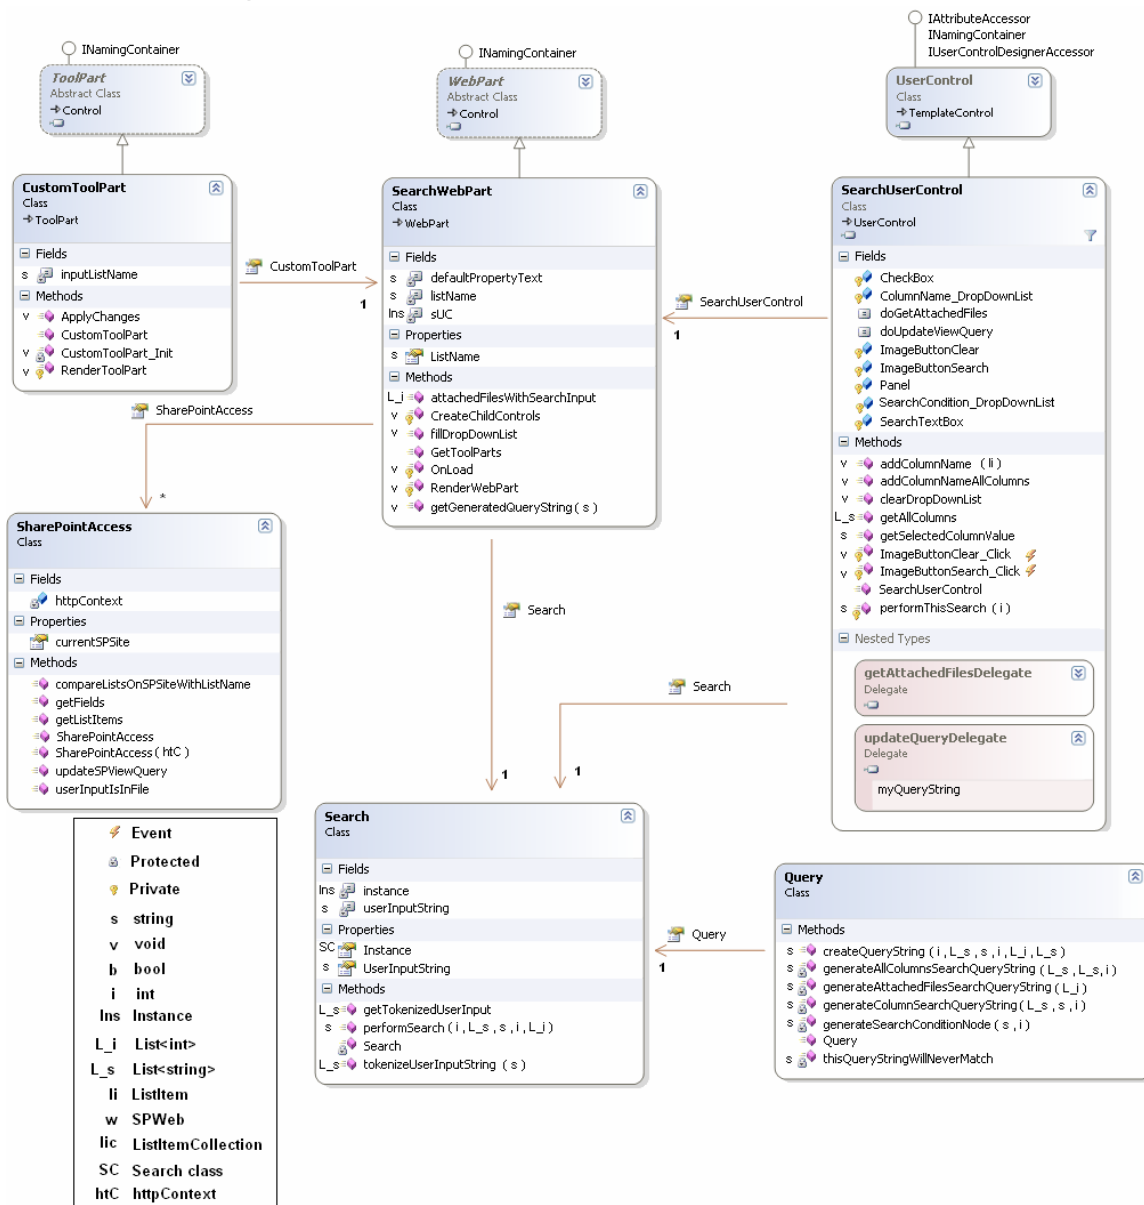 INamingContainer
ToolPart
Abstract Class
Control
INamingContainer
WebPart
Abstract Class
Control
IAttributeAccessor
INamingContainer
IUserControlDesignerAccessor
UserControl
Class
TemplateControl
CustomToolPart
Class
ToolPart
Fields
s inputListName
Methods
v ApplyChanges
CustomToolPart
v CustomToolPart_Init
v RenderToolPart
CustomToolPart
1
SearchWebPart
Class
WebPart
Fields
s defaultPropertyText
s listName
Ins sUC
Properties
s ListName
Methods
L_i attachedFilesWithSearchInput
v CreateChildControls
v fillDropDownList
GetToolParts
v OnLoad
v RenderWebPart
v getGeneratedQueryString ( s )
SearchUserControl
1
SearchUserControl
Class
UserControl
Fields
CheckBox
ColumnName_DropDownList
doGetAttachedFiles
doUpdateViewQuery
ImageButtonClear
ImageButtonSearch
Panel
SearchCondition_DropDownList
SearchTextBox
Methods
v addColumnName ( li )
v addColumnNameAllColumns
v clearDropDownList
L_s getAllColumns
s getSelectedColumnValue
v ImageButtonClear_Click
v ImageButtonSearch_Click
SearchUserControl
s performThisSearch ( i )
Nested Types
getAttachedFilesDelegate
Delegate
updateQueryDelegate
Delegate
myQueryString
SharePointAccess
*
SharePointAccess
Class
Fields
httpContext
Properties
currentSPSite
Methods
compareListsOnSPSiteWithListName
getFields
getListItems
SharePointAccess
SharePointAccess ( htC )
updateSPViewQuery
userInputIsInFile
Search
1
Search
1
Event
Protected
Private
s string
v void
b bool
i int
Ins Instance
L_i List<int>
L_s List<string>
li ListItem
w SPWeb
lic ListItemCollection
SC Search class
htC httpContext
Search
Class
Fields
Ins instance
s userInputString
Properties
SC Instance
s UserInputString
Methods
L_s getTokenizedUserInput
s performSearch ( i , L_s , s , i , L_i )
Search
L_s tokenizeUserInputString ( s )
Query
1
Query
Class
Methods
s createQueryString ( i , L_s , s , i , L_i , L_s )
s generateAllColumnsSearchQueryString ( L_s , L_s , i )
s generateAttachedFilesSearchQueryString ( L_i )
s generateColumnSearchQueryString ( L_s , s , i )
s generateSearchConditionNode ( s , i )
Query
s thisQueryStringWillNeverMatch